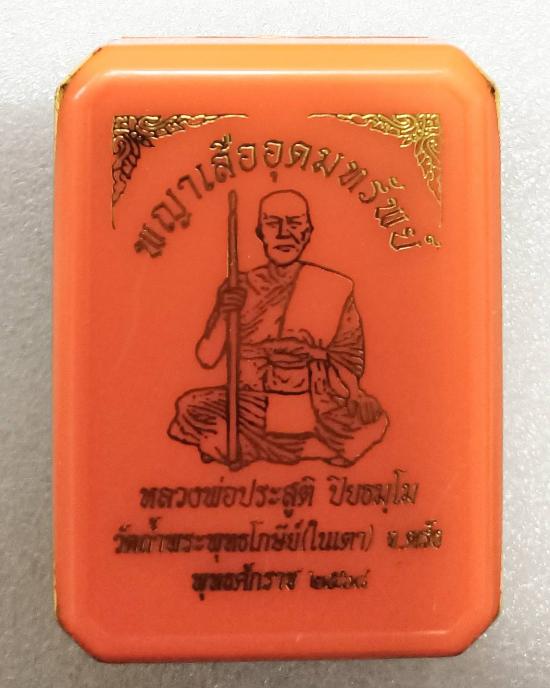 พญาเสืออุดมทรัพย์
หลวงพ่อประสูติ ปิยธมฺโม
วัดถ้ำพระพุทธโกษีย์(ในเตา) จ.ตรัง
พุทธศักราช ๒๕๖๘